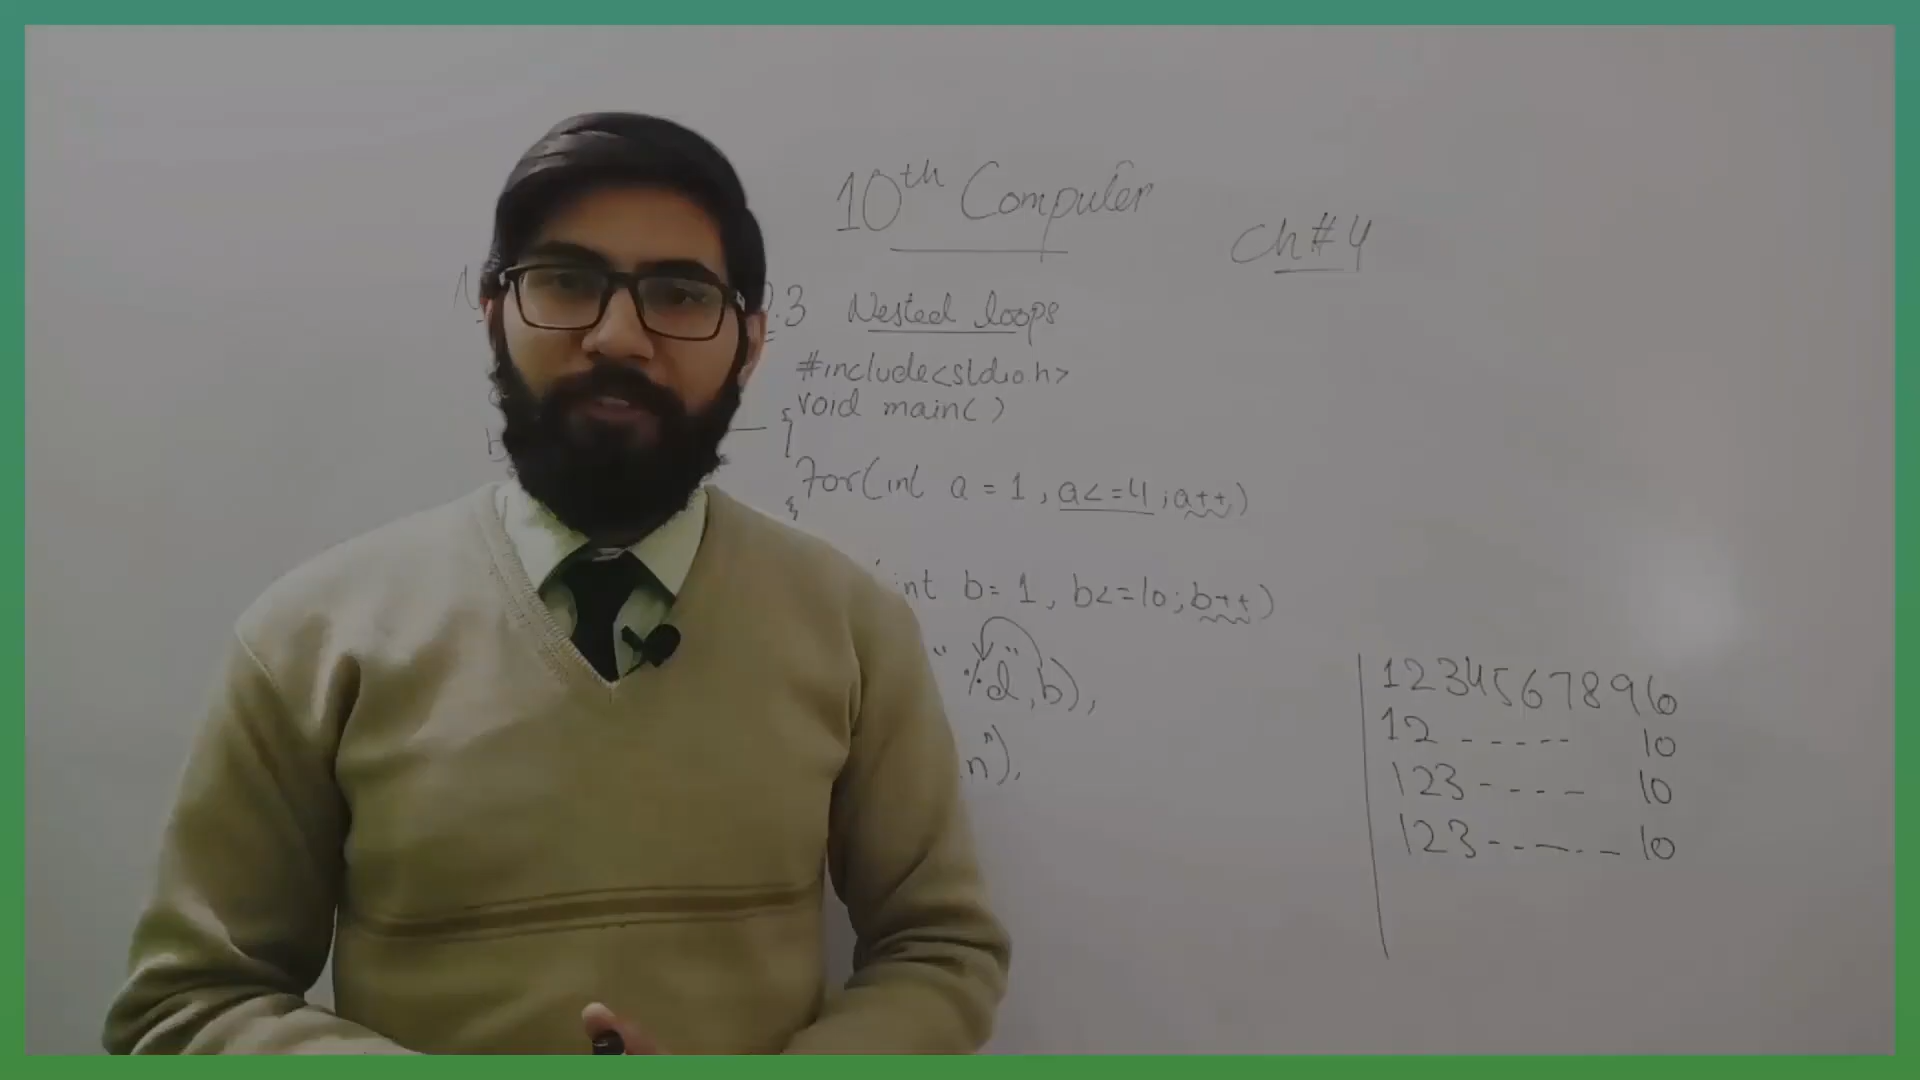 10th Computer
Ch#4
.3 Nested loops
#include<stdio.h>
void main()
{
for(int a = 1, a<=4; a++)
{
int b= 1, b<=10; b++)
" %d", b),
n"),
12345678910
12 ----- 10
123---- 10
123------ 10